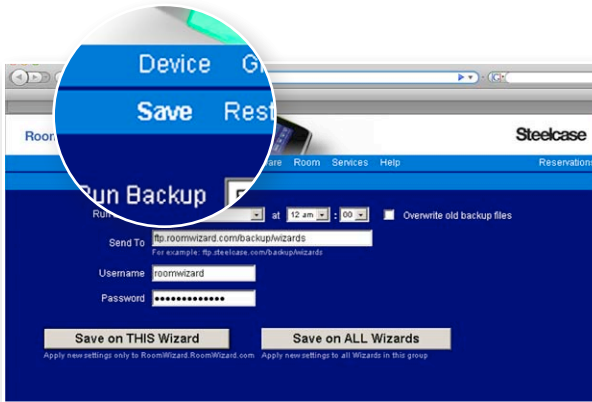 Device
Save Rest
Steelcase
Room Services Help Reservations
Run Backup
at 12 am : 00 Overwrite old backup files
Send To ftp.roomwizard.com/backup/wizards
For example: ftp.steelcase.com/backup/wizards
Username roomwizard
Password •••••••••••••
Save on THIS Wizard Save on ALL Wizards
Apply new settings only to RoomWizard.RoomWizard.com Apply new settings to all Wizards in this group